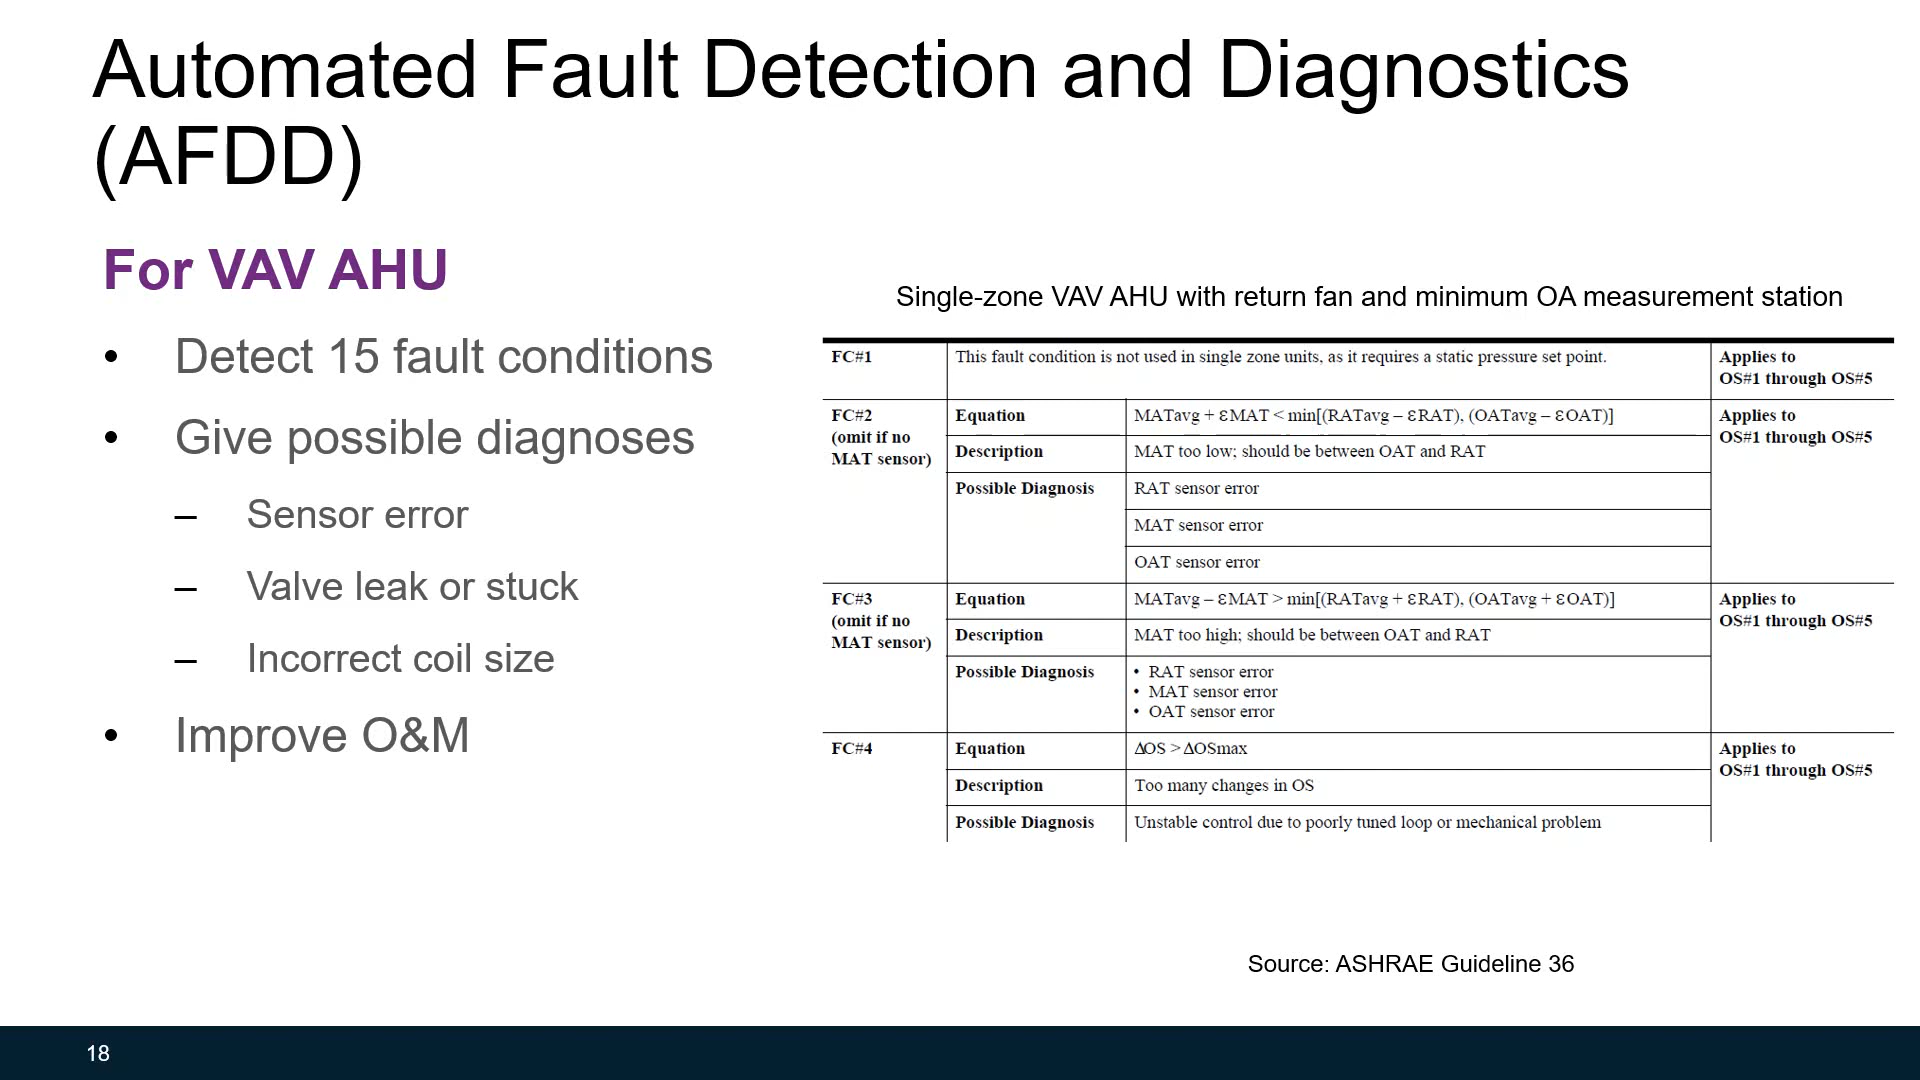 Automated Fault Detection and Diagnostics
(AFDD)
For VAV AHU
• Detect 15 fault conditions
• Give possible diagnoses
– Sensor error
– Valve leak or stuck
– Incorrect coil size
• Improve O&M
Single-zone VAV AHU with return fan and minimum OA measurement station
FC#1 This fault condition is not used in single zone units, as it requires a static pressure set point. Applies to
OS#1 through OS#5
FC#2 Equation MATavg + εMAT < min[(RATavg – εRAT), (OATavg – εOAT)] Applies to
(omit if no OS#1 through OS#5
MAT sensor) Description MAT too low; should be between OAT and RAT
Possible Diagnosis RAT sensor error
MAT sensor error
OAT sensor error
FC#3 Equation MATavg – εMAT > min[(RATavg + εRAT), (OATavg + εOAT)] Applies to
(omit if no OS#1 through OS#5
MAT sensor) Description MAT too high; should be between OAT and RAT
Possible Diagnosis • RAT sensor error
• MAT sensor error
• OAT sensor error
FC#4 Equation ΔOS > ΔOSmax Applies to
OS#1 through OS#5
Description Too many changes in OS
Possible Diagnosis Unstable control due to poorly tuned loop or mechanical problem
Source: ASHRAE Guideline 36
18